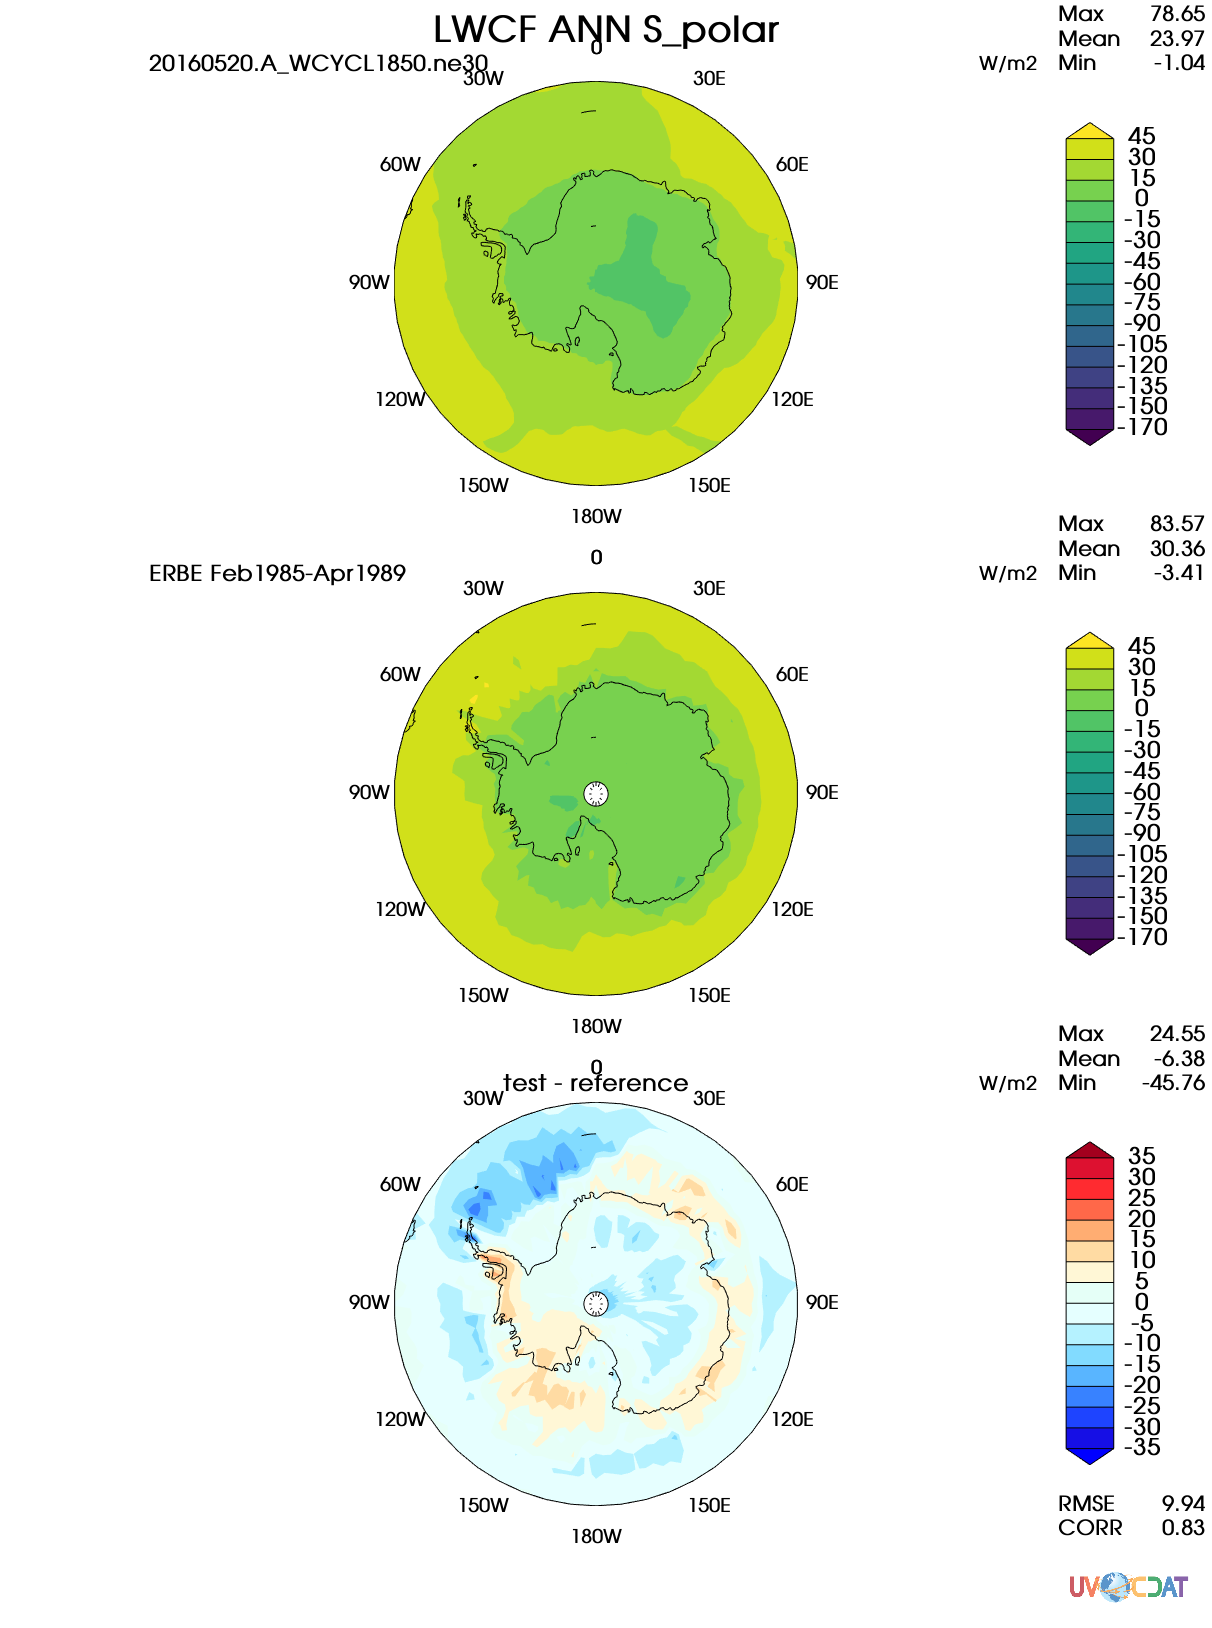 LWCF ANN S_polar
20160520.A_WCYCL1850.ne30
W/m2
Max 78.65
Mean 23.97
Min -1.04
0
30W 30E
60W 60E
90W 90E
120W 120E
150W 150E
180W
45
30
15
0
-15
-30
-45
-60
-75
-90
-105
-120
-135
-150
-170
ERBE Feb1985-Apr1989
W/m2
Max 83.57
Mean 30.36
Min -3.41
0
30W 30E
60W 60E
90W 90E
120W 120E
150W 150E
180W
45
30
15
0
-15
-30
-45
-60
-75
-90
-105
-120
-135
-150
-170
test - reference
W/m2
Max 24.55
Mean -6.38
Min -45.76
0
30W 30E
60W 60E
90W 90E
120W 120E
150W 150E
180W
35
30
25
20
15
10
5
0
-5
-10
-15
-20
-25
-30
-35
RMSE 9.94
CORR 0.83
UV CDAT